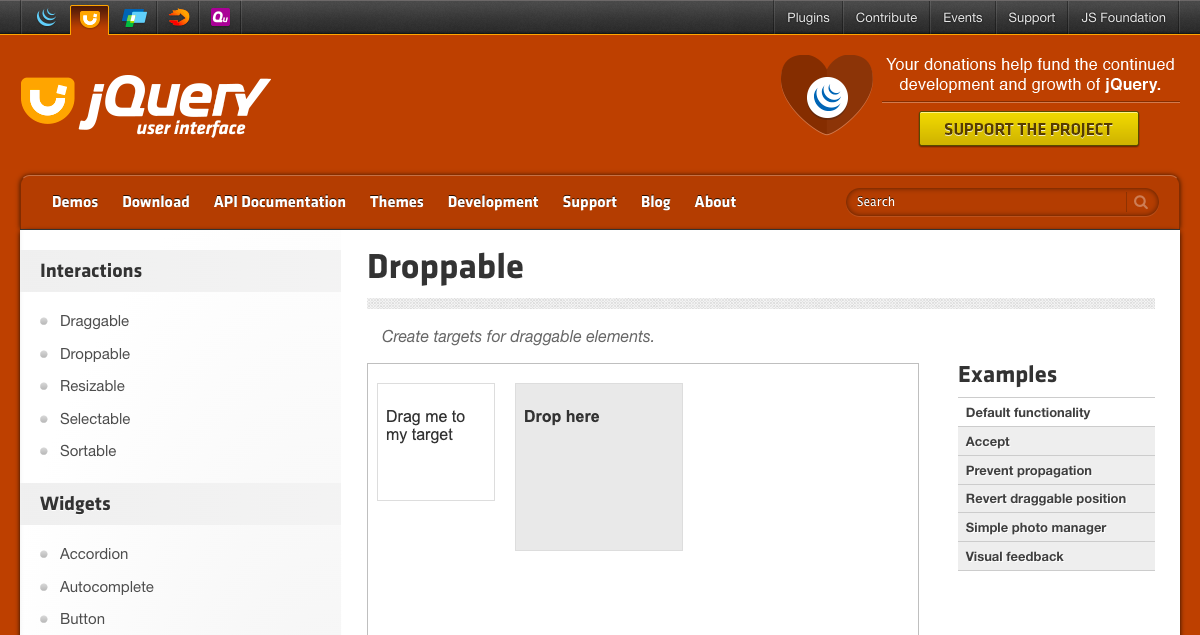 Qu
Plugins
Contribute
Events
Support
JS Foundation
jQuery
user interface
Your donations help fund the continued
development and growth of jQuery.
SUPPORT THE PROJECT
Demos
Download
API Documentation
Themes
Development
Support
Blog
About
Search
Interactions
Draggable
Droppable
Resizable
Selectable
Sortable
Widgets
Accordion
Autocomplete
Button
Droppable
Create targets for draggable elements.
Drag me to
my target
Drop here
Examples
Default functionality
Accept
Prevent propagation
Revert draggable position
Simple photo manager
Visual feedback